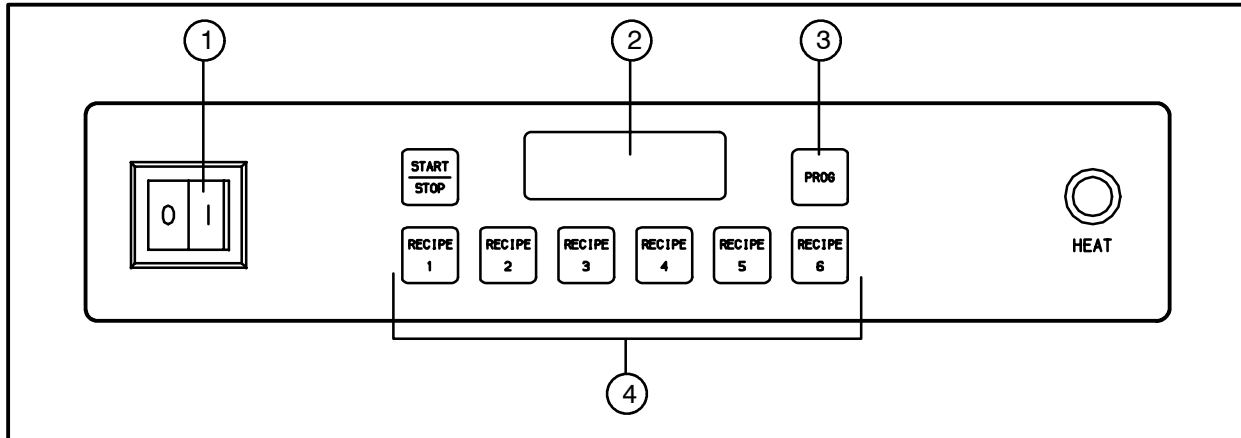 1
2
3
START
STOP
PROG
0 I
HEAT
RECIPE
1
RECIPE
2
RECIPE
3
RECIPE
4
RECIPE
5
RECIPE
6
4